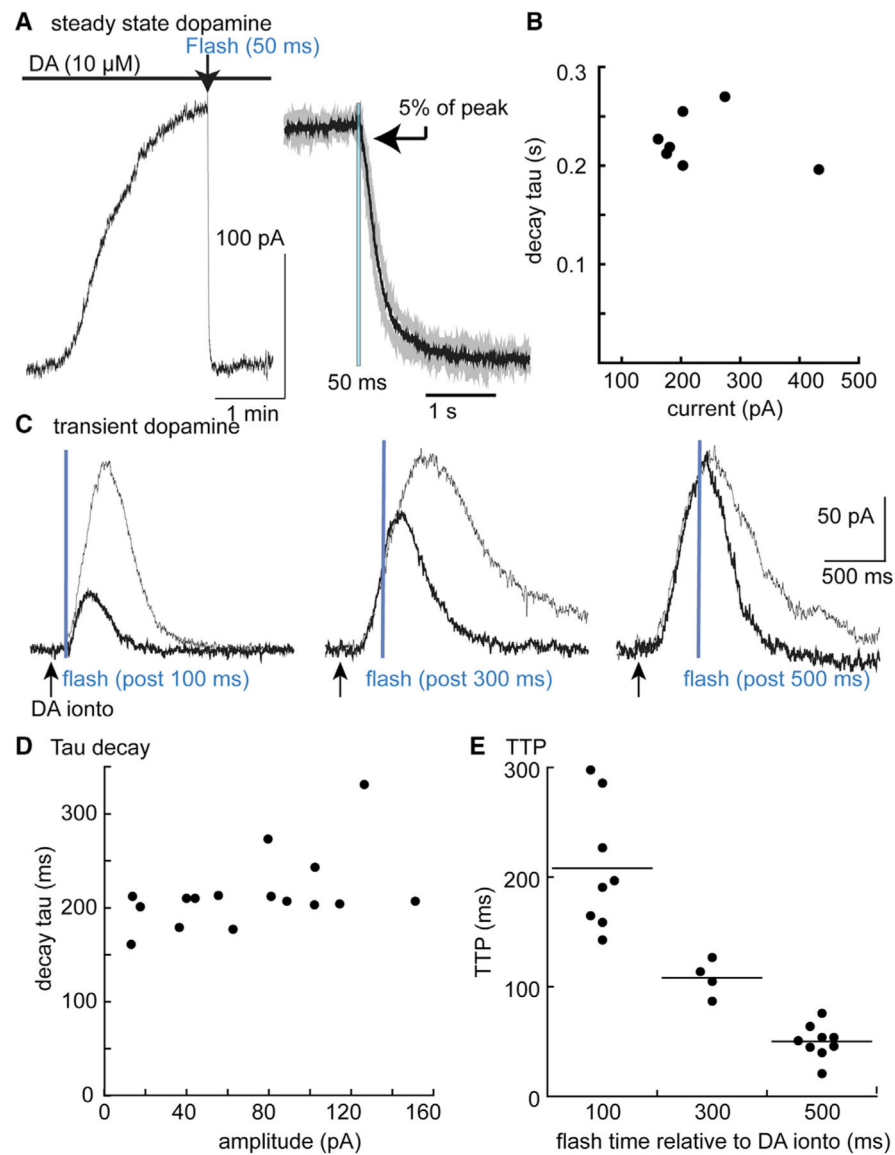 A steady state dopamine
Flash (50 ms)
DA (10 µM)
5% of peak
100 pA
1 min
50 ms
1 s
B
0.3
0.2
0.1
decay tau (s)
100 200 300 400 500
current (pA)
C transient dopamine
50 pA
500 ms
flash (post 100 ms)
flash (post 300 ms)
flash (post 500 ms)
DA ionto
D Tau decay
300
200
100
0
decay tau (ms)
0 40 80 120 160
amplitude (pA)
E TTP
300
200
100
0
TTP (ms)
100 300 500
flash time relative to DA ionto (ms)